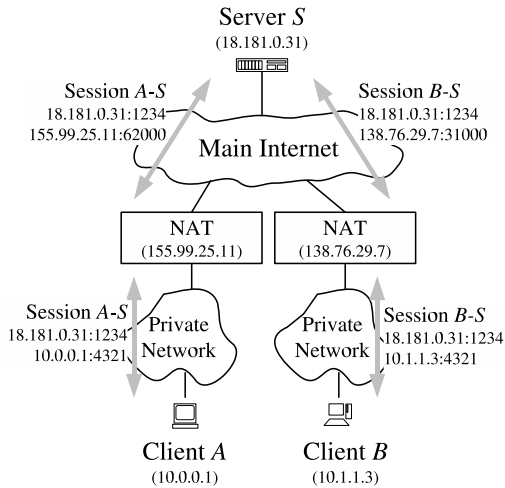 Server S
(18.181.0.31)
Session A-S
18.181.0.31:1234
155.99.25.11:62000
Session B-S
18.181.0.31:1234
138.76.29.7:31000
Main Internet
NAT
(155.99.25.11)
NAT
(138.76.29.7)
Session A-S
18.181.0.31:1234
10.0.0.1:4321
Private
Network
Private
Network
Session B-S
18.181.0.31:1234
10.1.1.3:4321
Client A
(10.0.0.1)
Client B
(10.1.1.3)